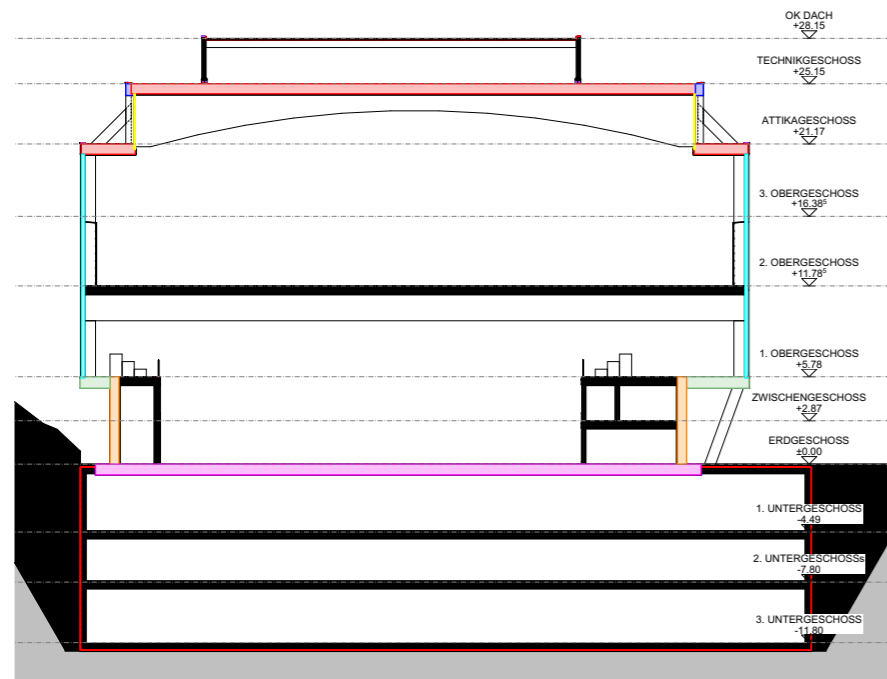 OK DACH
+28.15
TECHNIKGESCHOSS
+25.15
ATTIKAGESCHOSS
+21.17
3. OBERGESCHOSS
+16.38⁵
2. OBERGESCHOSS
+11.78⁵
1. OBERGESCHOSS
+5.78
ZWISCHENGESCHOSS
+2.87
ERDGESCHOSS
±0.00
1. UNTERGESCHOSS
-4.49
2. UNTERGESCHOSSs
-7.80
3. UNTERGESCHOSS
-11.80